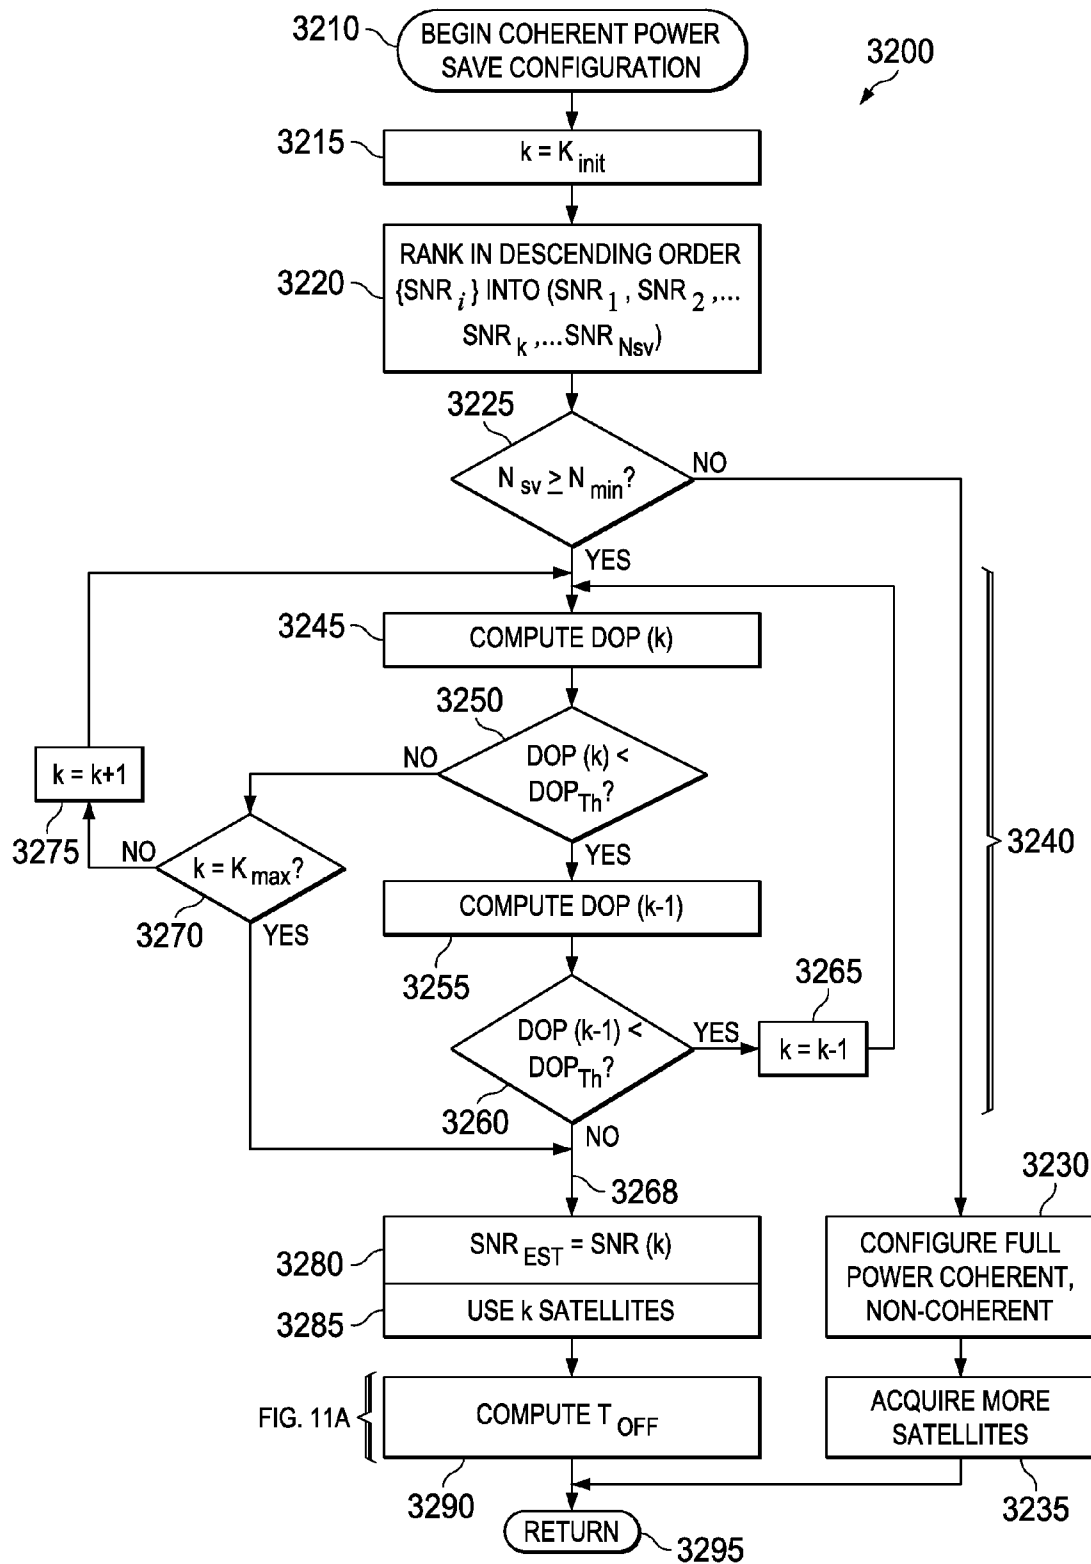 3210
BEGIN COHERENT POWER
SAVE CONFIGURATION
3200
3215
k = K init
3220
RANK IN DESCENDING ORDER
{SNR i } INTO (SNR 1 , SNR 2 ,...
SNR k ,...SNR Nsv)
3225
N sv ≥ N min?
NO
YES
3245
COMPUTE DOP (k)
3250
DOP (k) <
DOP Th?
NO
YES
k = k+1
3275
k = K max?
NO
YES
3270
3240
COMPUTE DOP (k-1)
3255
3265
DOP (k-1) <
DOP Th?
YES
k = k-1
3260
NO
3268
3230
3280
SNR EST = SNR (k)
3285
USE k SATELLITES
CONFIGURE FULL
POWER COHERENT,
NON-COHERENT
FIG. 11A
COMPUTE T OFF
3290
ACQUIRE MORE
SATELLITES
3235
RETURN
3295